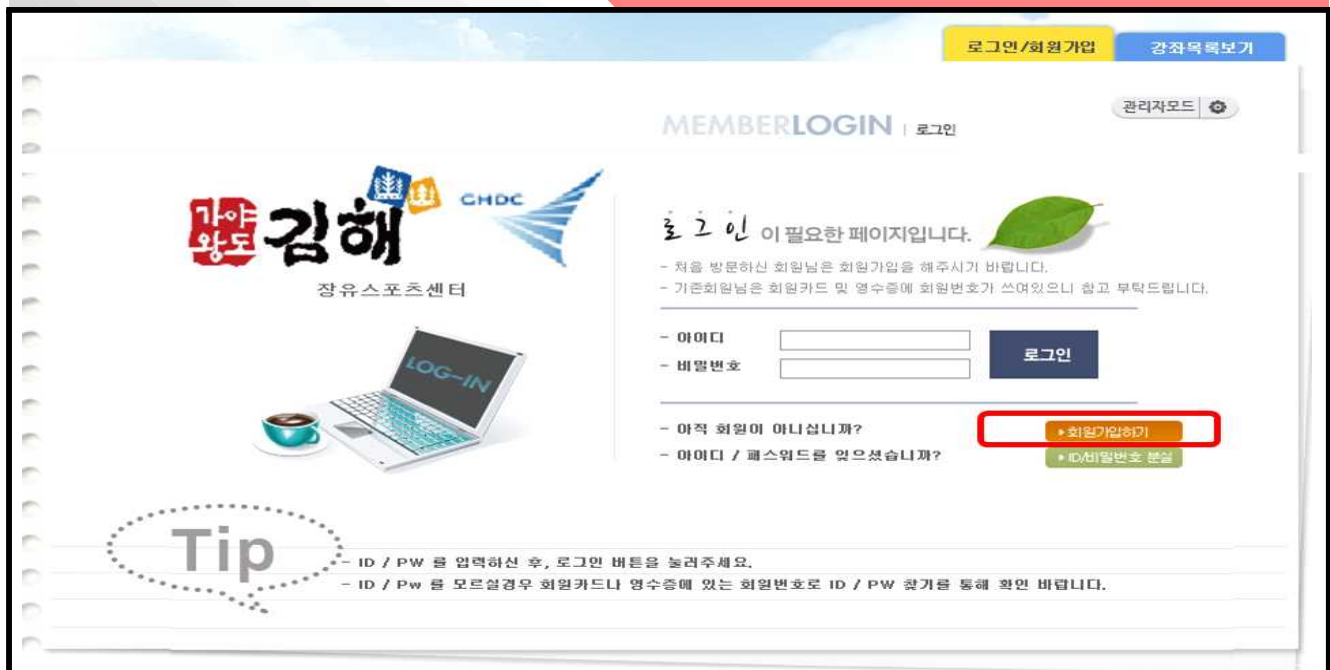 로그인/회원가입 강좌목록보기
관리자모드
MEMBERLOGIN | 로그인
가야왕도 김해 GHDC
장유스포츠센터
로그인 이 필요한 페이지입니다.
- 처음 방문하신 회원님은 회원가입을 해주시기 바랍니다.
- 기존회원님은 회원카드 및 영수증에 회원번호가 쓰여있으니 참고 부탁드립니다.
- 아이디
- 비밀번호
로그인
LOG-IN
- 아직 회원이 아니십니까? ▸회원가입하기
- 아이디 / 패스워드를 잊으셨습니까? ▸ID/비밀번호 분실
Tip
- ID / PW 를 입력하신 후, 로그인 버튼을 눌러주세요.
- ID / Pw 를 모르실경우 회원카드나 영수증에 있는 회원번호로 ID / PW 찾기를 통해 확인 바랍니다.